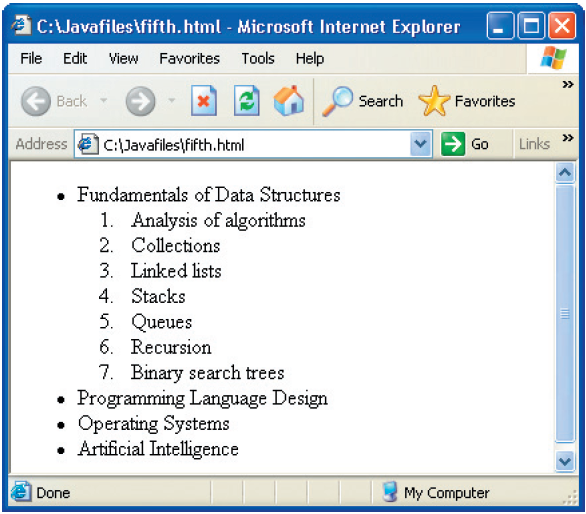 C:\Javafiles\fifth.html - Microsoft Internet Explorer
File Edit View Favorites Tools Help
Back Search Favorites »
Address C:\Javafiles\fifth.html Go Links »
• Fundamentals of Data Structures
1. Analysis of algorithms
2. Collections
3. Linked lists
4. Stacks
5. Queues
6. Recursion
7. Binary search trees
• Programming Language Design
• Operating Systems
• Artificial Intelligence
Done My Computer